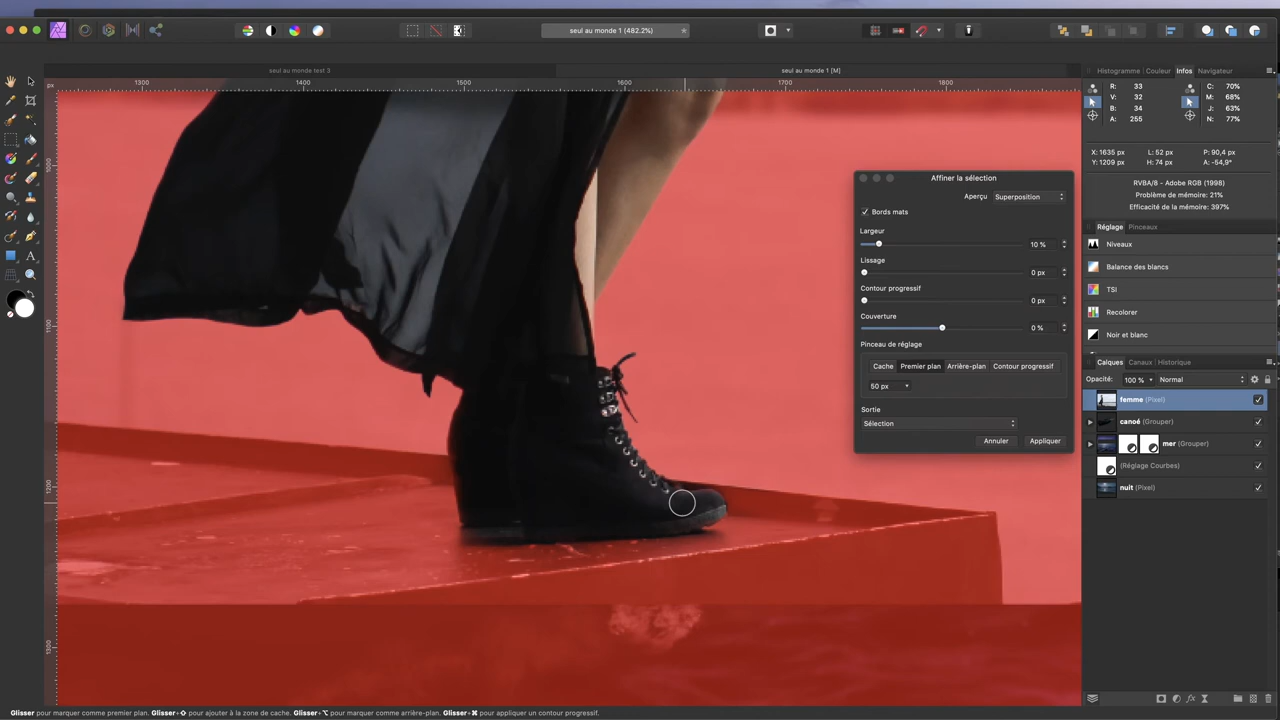 seul au monde 1 (482.2%)
seul au monde test 3
seul au monde 1 [M]
px
1300
1400
1500
1600
1700
1800
1000
1100
1200
1300
Histogramme Couleur Infos Navigateur
R: 33
V: 32
B: 34
A: 255
C: 70%
M: 68%
J: 63%
N: 77%
X: 1635 px
Y: 1209 px
L: 52 px
H: 74 px
P: 90,4 px
A: -54,9°
RVBA/8 - Adobe RGB (1998)
Problème de mémoire: 21%
Efficacité de la mémoire: 397%
Réglage Pinceaux
Niveaux
Balance des blancs
TSI
Recolorer
Noir et blanc
Calques Canaux Historique
Opacité: 100 % Normal
femme (Pixel)
canoé (Grouper)
mer (Grouper)
(Réglage Courbes)
nuit (Pixel)
Affiner la sélection
Aperçu Superposition
Bords mats
Largeur
10 %
Lissage
0 px
Contour progressif
0 px
Couverture
0 %
Pinceau de réglage
Cache Premier plan Arrière-plan Contour progressif
50 px
Sortie
Sélection
Annuler Appliquer
Glisser pour marquer comme premier plan. Glisser+⇧ pour ajouter à la zone de cache. Glisser+⌥ pour marquer comme arrière-plan. Glisser+⌘ pour appliquer un contour progressif.